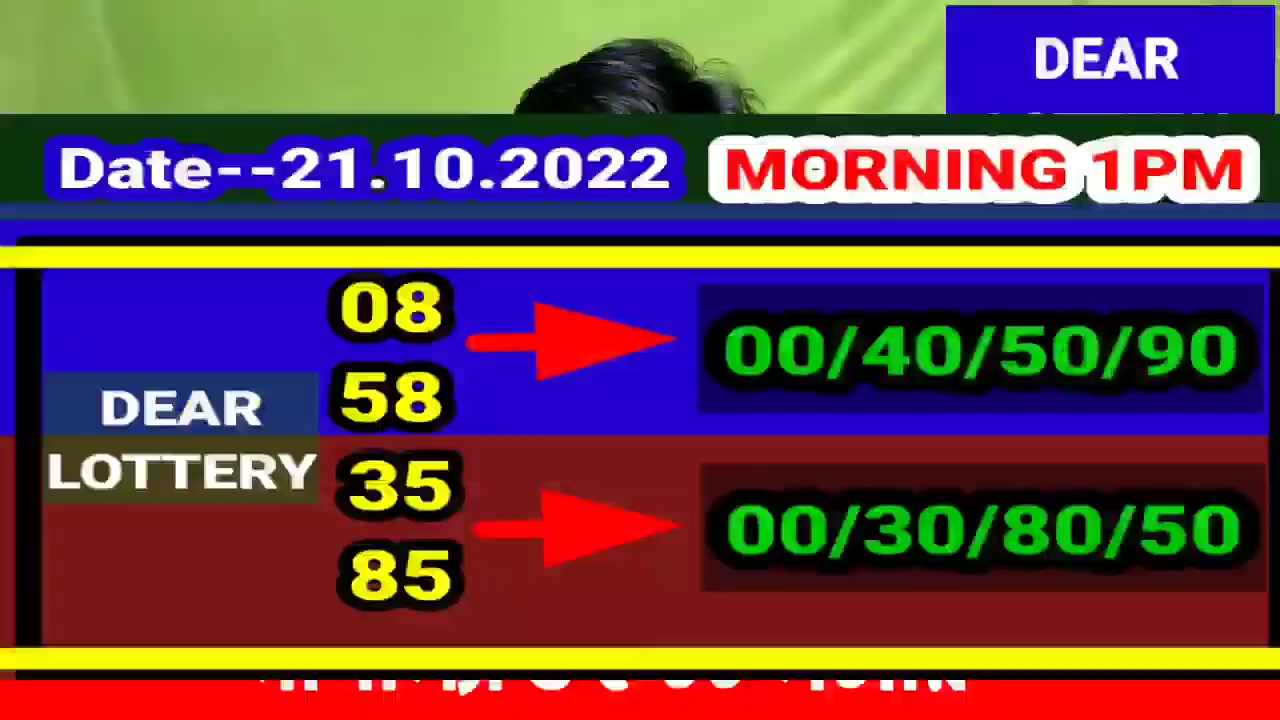 DEAR
Date--21.10.2022 MORNING 1PM
08
58
00/40/50/90
DEAR
LOTTERY
35
85
00/30/80/50